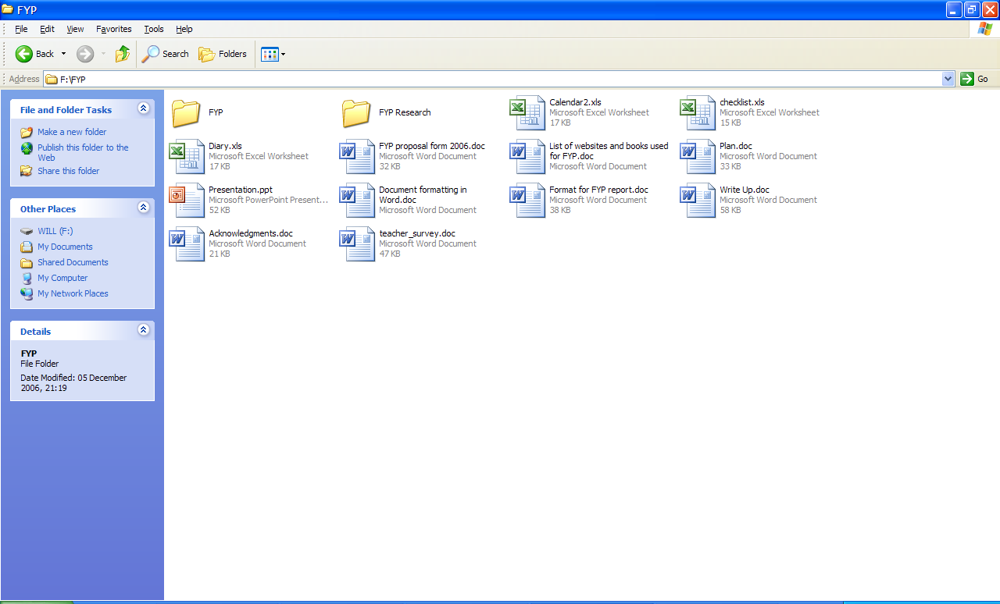 FYP
File Edit View Favorites Tools Help
Back Search Folders
Address F:\FYP Go
File and Folder Tasks
Make a new folder
Publish this folder to the
Web
Share this folder
Other Places
WILL (F:)
My Documents
Shared Documents
My Computer
My Network Places
Details
FYP
File Folder
Date Modified: 05 December
2006, 21:19
FYP
FYP Research
Calendar2.xls
Microsoft Excel Worksheet
17 KB
checklist.xls
Microsoft Excel Worksheet
15 KB
Diary.xls
Microsoft Excel Worksheet
17 KB
FYP proposal form 2006.doc
Microsoft Word Document
32 KB
List of websites and books used
for FYP.doc
Microsoft Word Document
Plan.doc
Microsoft Word Document
33 KB
Presentation.ppt
Microsoft PowerPoint Present...
52 KB
Document formatting in
Word.doc
Microsoft Word Document
Format for FYP report.doc
Microsoft Word Document
38 KB
Write Up.doc
Microsoft Word Document
58 KB
Acknowledgments.doc
Microsoft Word Document
21 KB
teacher_survey.doc
Microsoft Word Document
47 KB